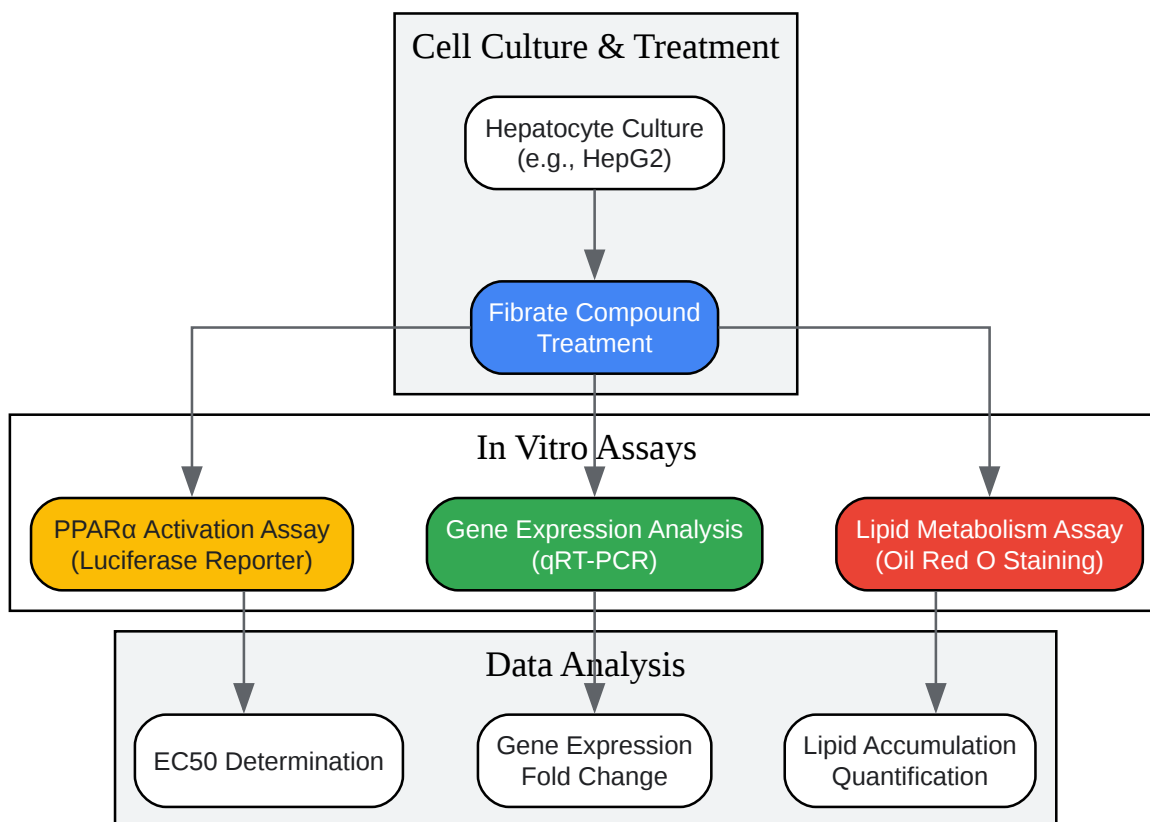 Cell Culture & Treatment
Hepatocyte Culture
(e.g., HepG2)
Fibrate Compound
Treatment
In Vitro Assays
PPARα Activation Assay
(Luciferase Reporter)
Gene Expression Analysis
(qRT-PCR)
Lipid Metabolism Assay
(Oil Red O Staining)
Data Analysis
EC50 Determination
Gene Expression
Fold Change
Lipid Accumulation
Quantification